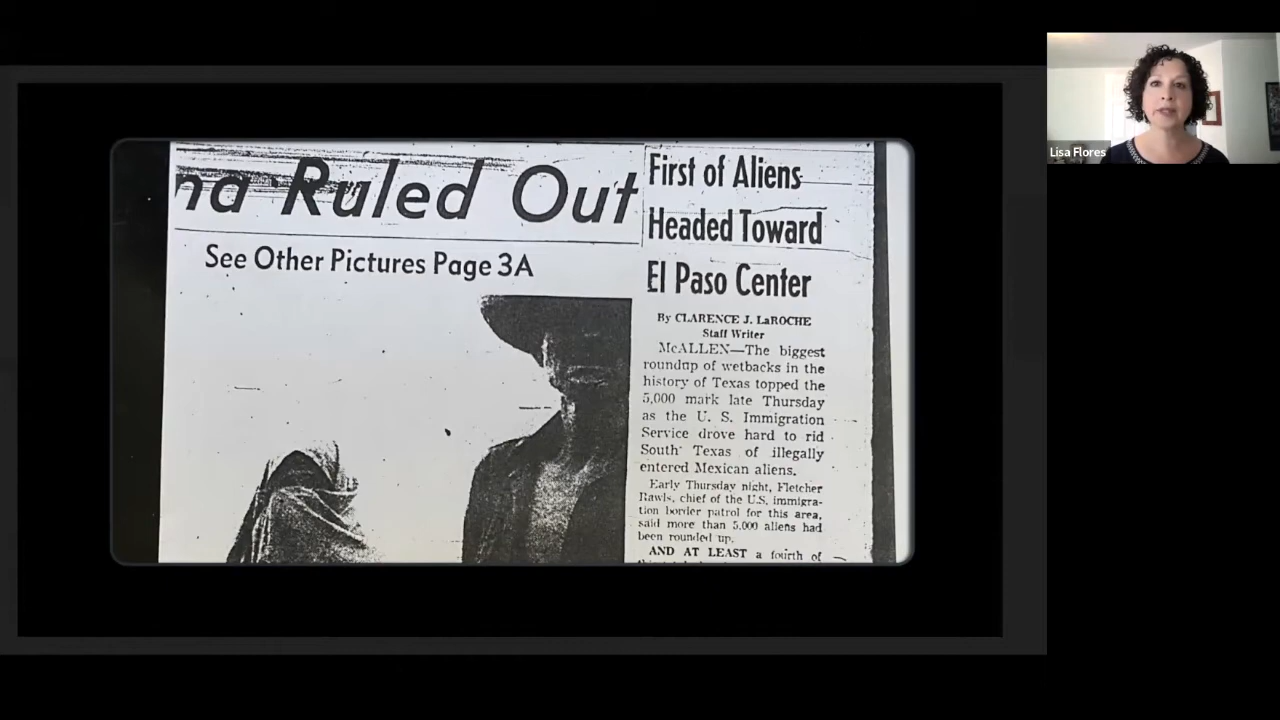 na Ruled Out
See Other Pictures Page 3A
First of Aliens
Headed Toward
El Paso Center
By CLARENCE J. LaROCHE
Staff Writer
McALLEN—The biggest
roundup of wetbacks in the
history of Texas topped the
5,000 mark late Thursday
as the U. S. Immigration
Service drove hard to rid
South Texas of illegally
entered Mexican aliens.
Early Thursday night, Fletcher
Rawls, chief of the U.S. immigra-
tion border patrol for this area,
said more than 5,000 aliens had
been rounded up.
AND AT LEAST a fourth of
Lisa Flores